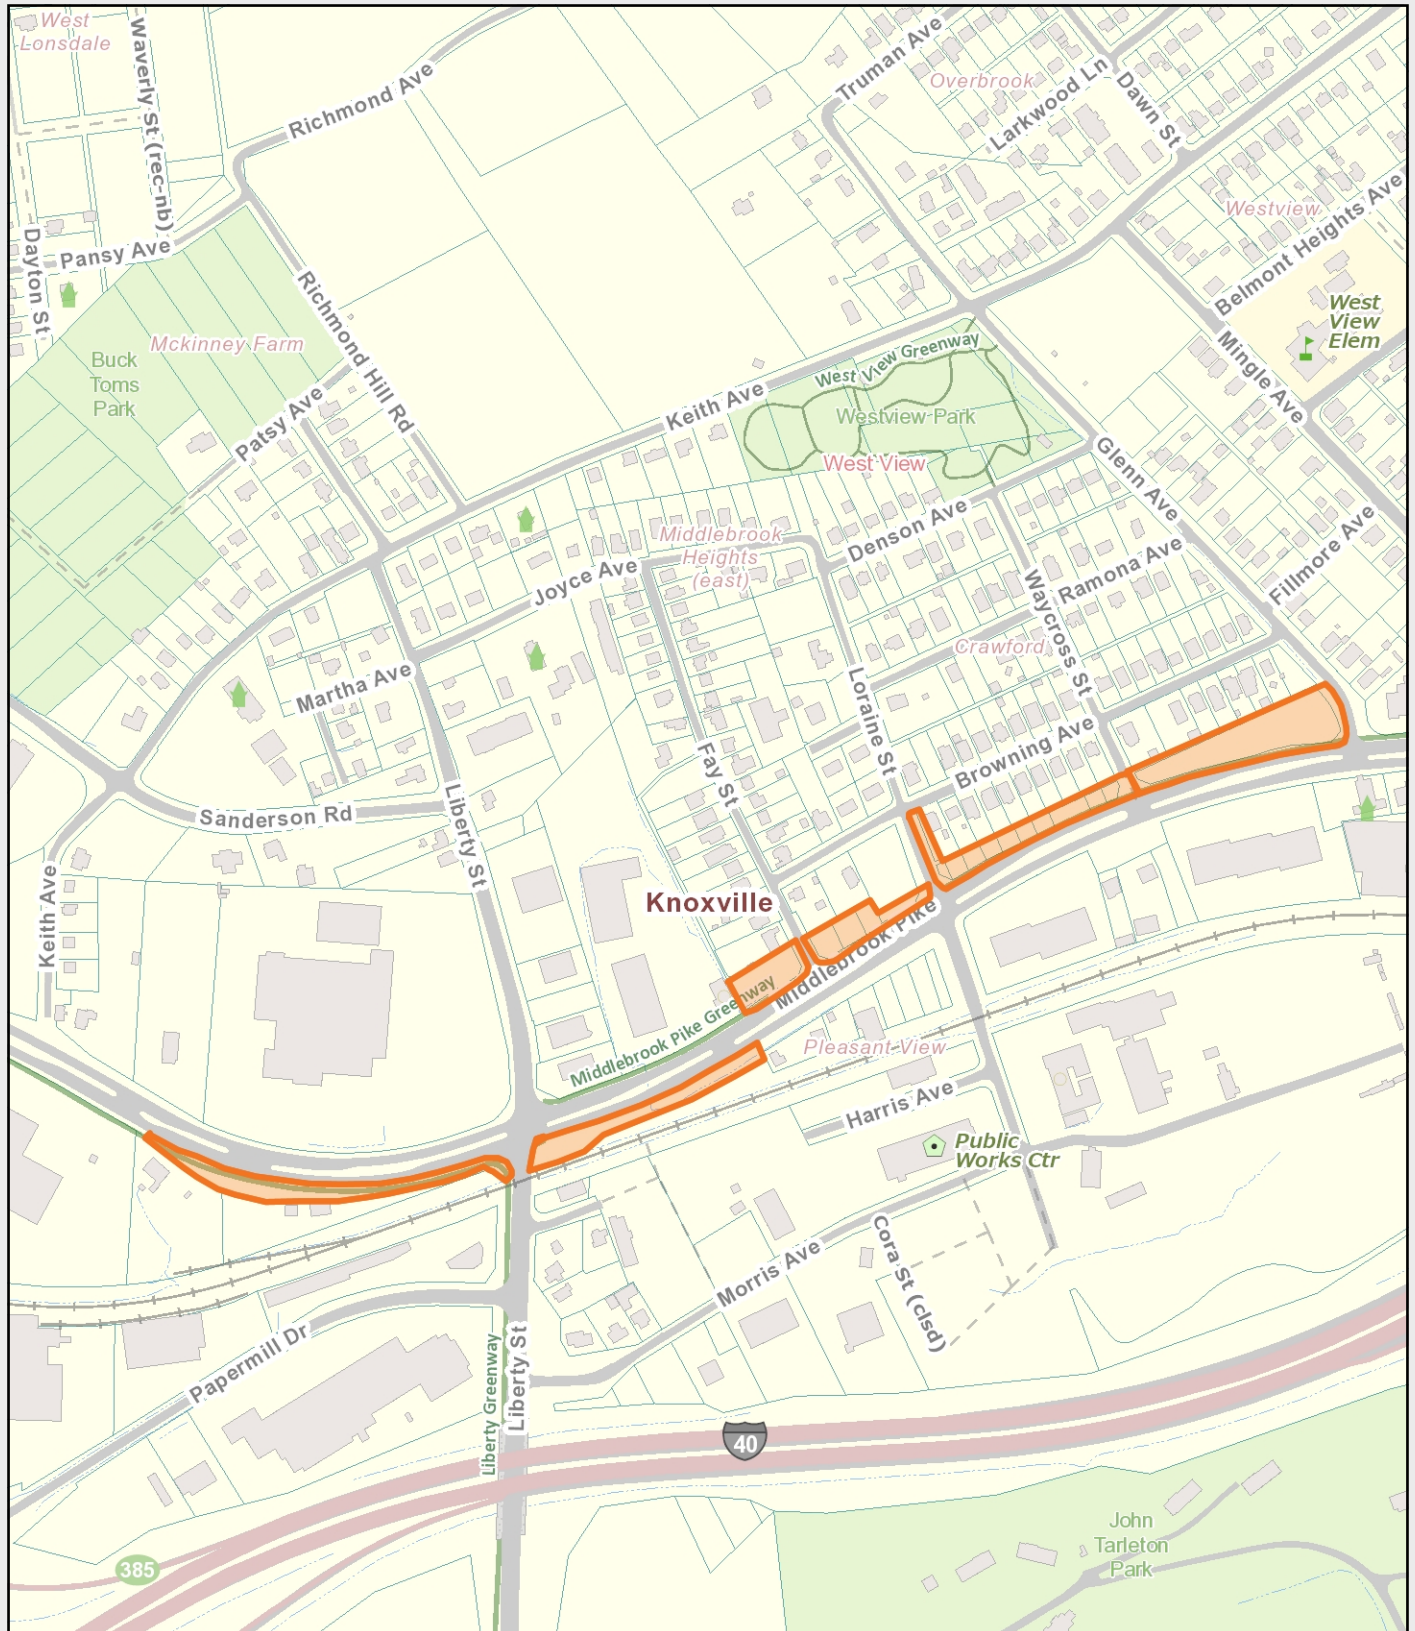 West
Lonsdale
Waverly St (rec-nb)
Richmond Ave
Truman Ave
Overbrook
Larkwood Ln
Dawn St
Westview
Belmont Heights Ave
Dayton St
Pansy Ave
Richmond Hill Rd
West
View
Elem
Mckinney Farm
Buck
Toms
Park
West View Greenway
Mingle Ave
Patsy Ave
Keith Ave
Westview Park
West View
Glenn Ave
Denson Ave
Middlebrook
Heights
(east)
Joyce Ave
Ramona Ave
Fillmore Ave
Waycross St
Crawford
Martha Ave
Loraine St
Fay St
Browning Ave
Liberty St
Sanderson Rd
Keith Ave
Knoxville
Middlebrook Pike
Middlebrook Pike Greenway
Pleasant View
Harris Ave
Public
Works Ctr
Cora St (clsd)
Morris Ave
Papermill Dr
Liberty Greenway
Liberty St
40
John
Tarleton
Park
385